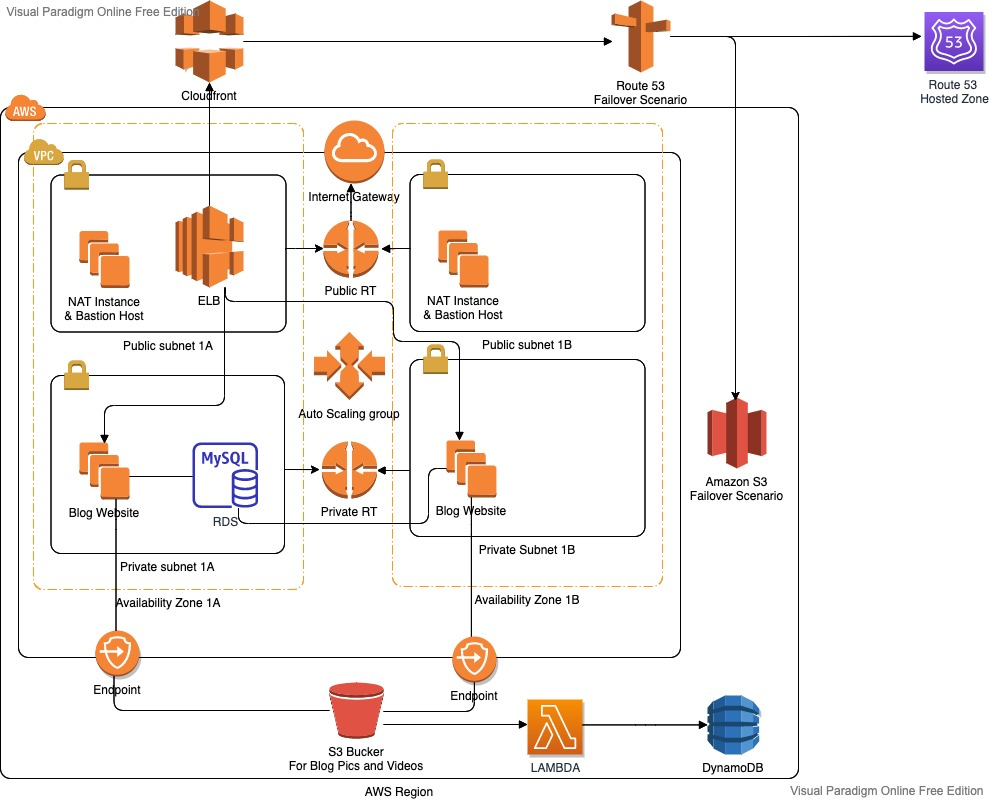 Visual Paradigm Online Free Edition
Cloudfront
Route 53
Failover Scenario
53
Route 53
Hosted Zone
AWS
VPC
Internet Gateway
NAT Instance
& Bastion Host
ELB
Public RT
NAT Instance
& Bastion Host
Public subnet 1A
Public subnet 1B
Auto Scaling group
MySQL
Blog Website
RDS
Private RT
Blog Website
Amazon S3
Failover Scenario
Private subnet 1A
Private Subnet 1B
Availability Zone 1A
Availability Zone 1B
Endpoint
Endpoint
S3 Bucker
For Blog Pics and Videos
LAMBDA
DynamoDB
AWS Region
Visual Paradigm Online Free Edition